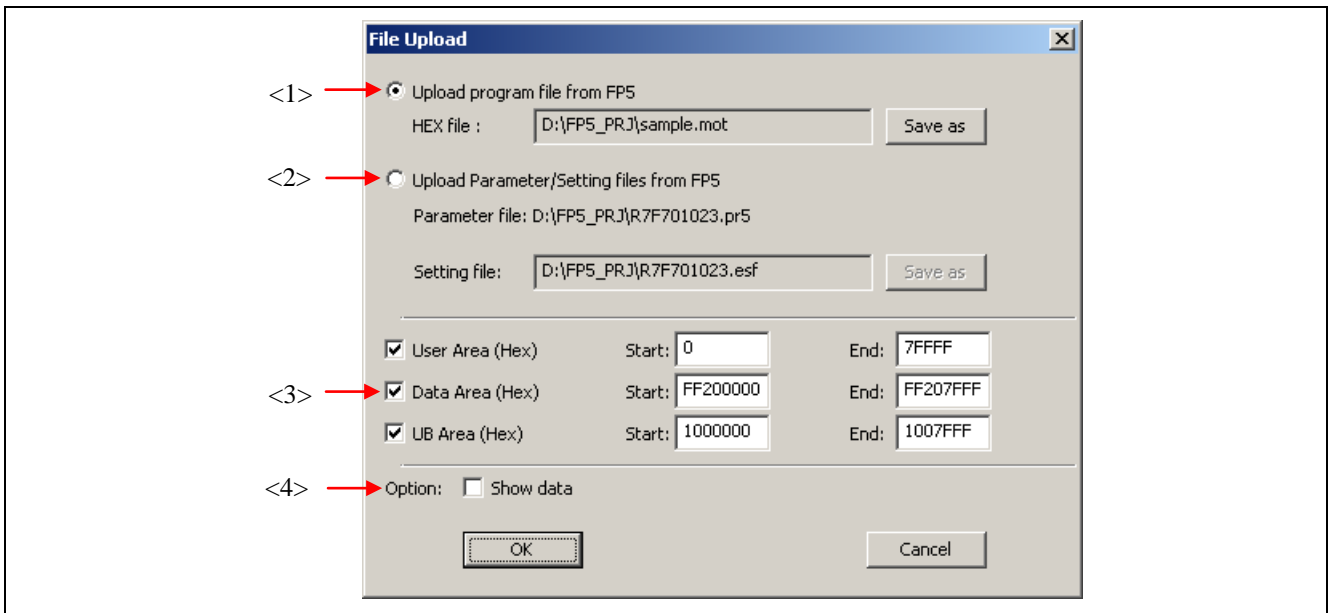 File Upload
<1> Upload program file from FP5
HEX file : D:\FP5_PRJ\sample.mot Save as
<2> Upload Parameter/Setting files from FP5
Parameter file: D:\FP5_PRJ\R7F701023.pr5
Setting file: D:\FP5_PRJ\R7F701023.esf Save as
User Area (Hex) Start: 0 End: 7FFFF
<3> Data Area (Hex) Start: FF200000 End: FF207FFF
UB Area (Hex) Start: 1000000 End: 1007FFF
<4> Option: Show data
OK Cancel